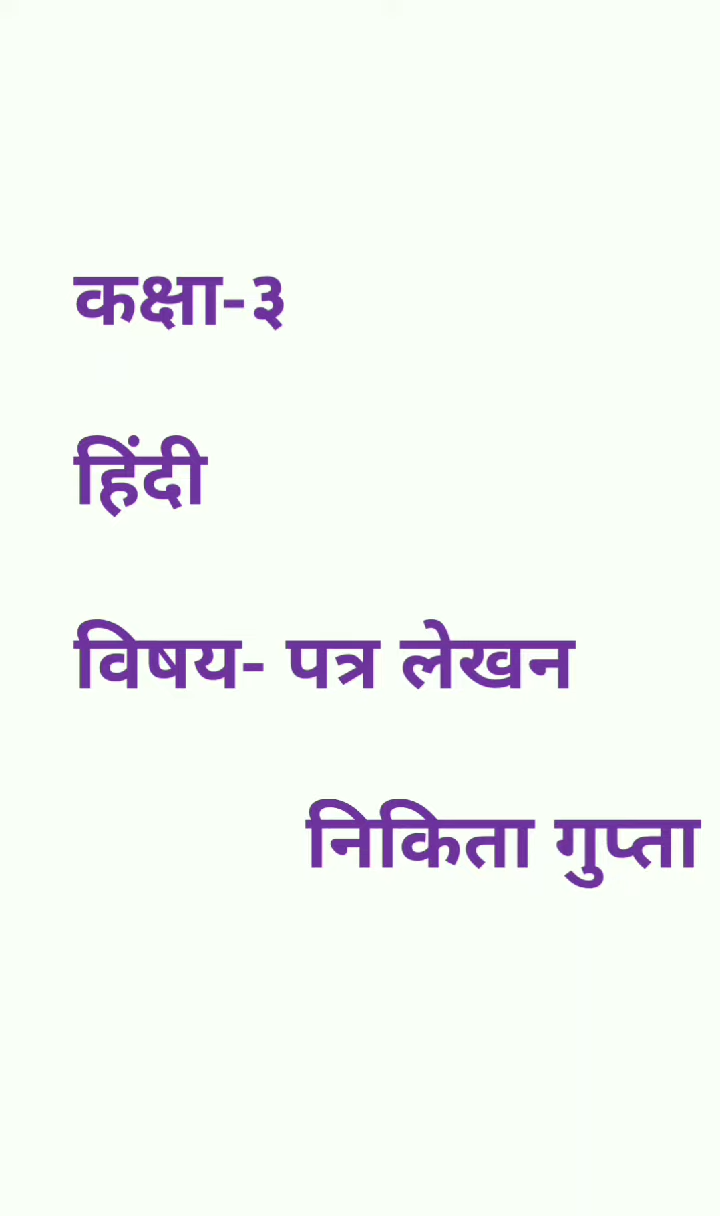 कक्षा-३
हिंदी
विषय- पत्र लेखन
निकिता गुप्ता